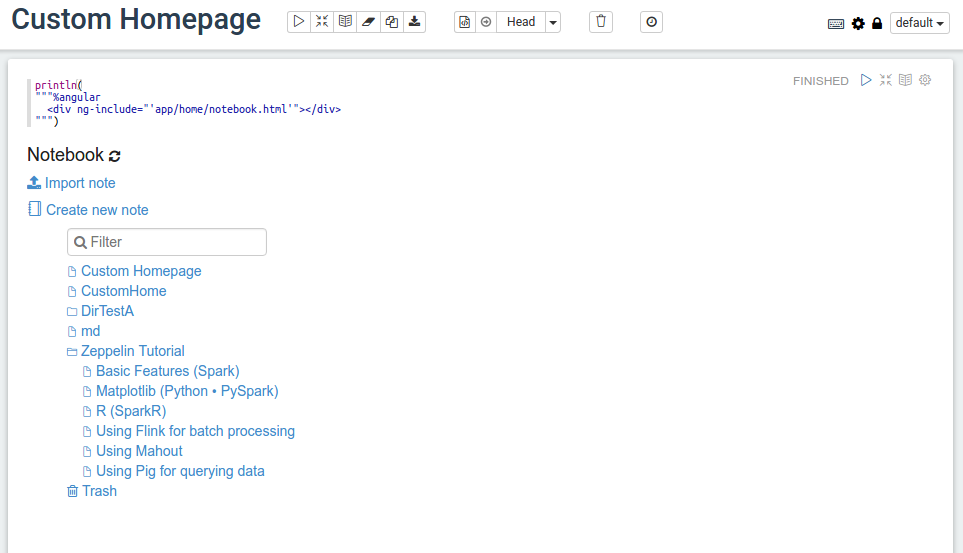 Custom Homepage
Head
default
FINISHED
println(
"""%angular
<div ng-include="'app/home/notebook.html'"></div>
""")
Notebook
Import note
Create new note
Filter
Custom Homepage
CustomHome
DirTestA
md
Zeppelin Tutorial
Basic Features (Spark)
Matplotlib (Python • PySpark)
R (SparkR)
Using Flink for batch processing
Using Mahout
Using Pig for querying data
Trash